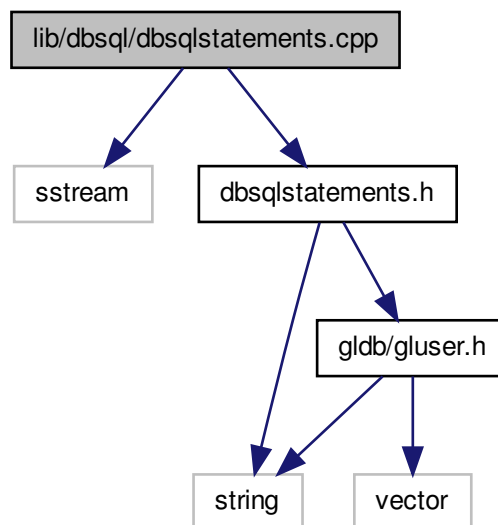 lib/dbsql/dbsqlstatements.cpp
sstream
dbsqlstatements.h
gldb/gluser.h
string
vector